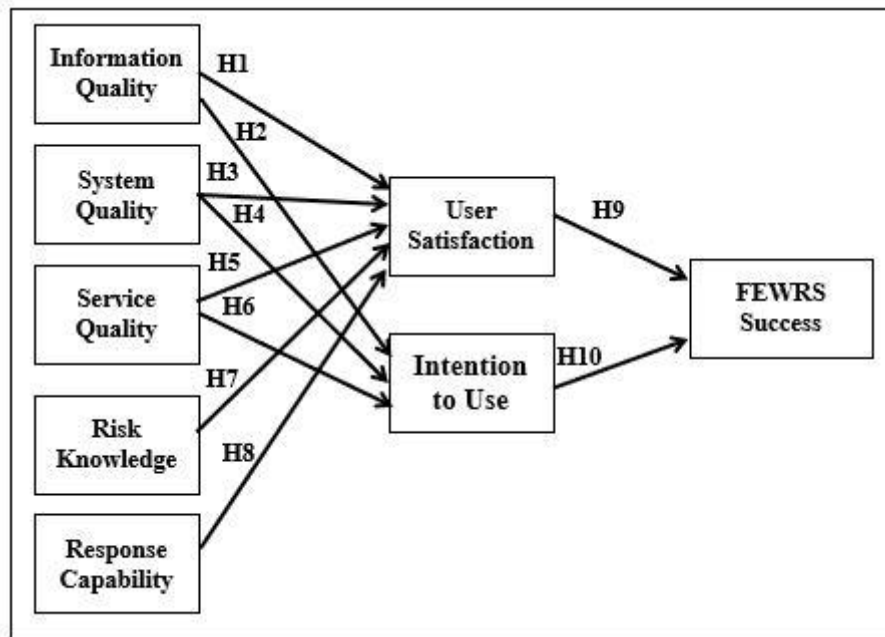 Information
Quality
H1
H2
System
Quality
H3
H4
User
Satisfaction
H9
H5
Service
Quality
H6
FEWRS
Success
H7
Intention
to Use
H10
Risk
Knowledge
H8
Response
Capability